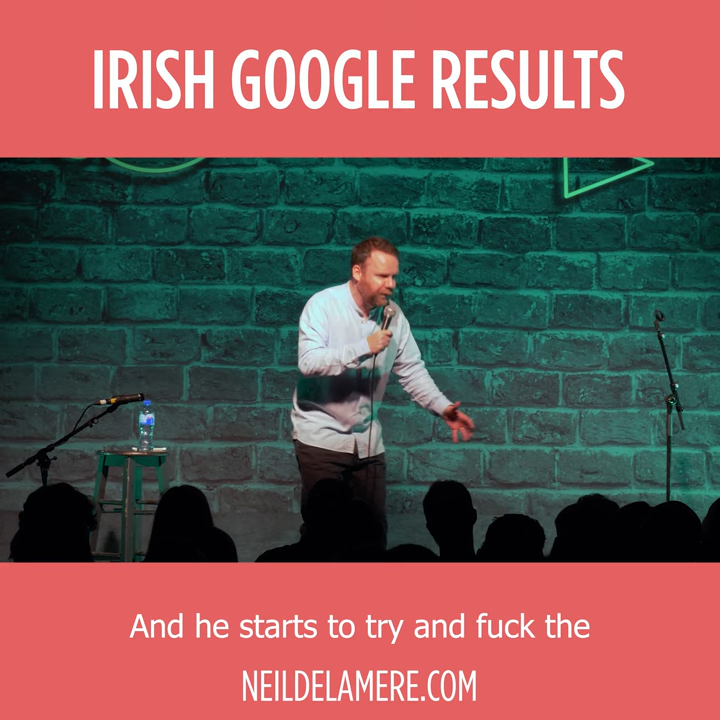 IRISH GOOGLE RESULTS
And he starts to try and fuck the
NEILDELAMERE.COM